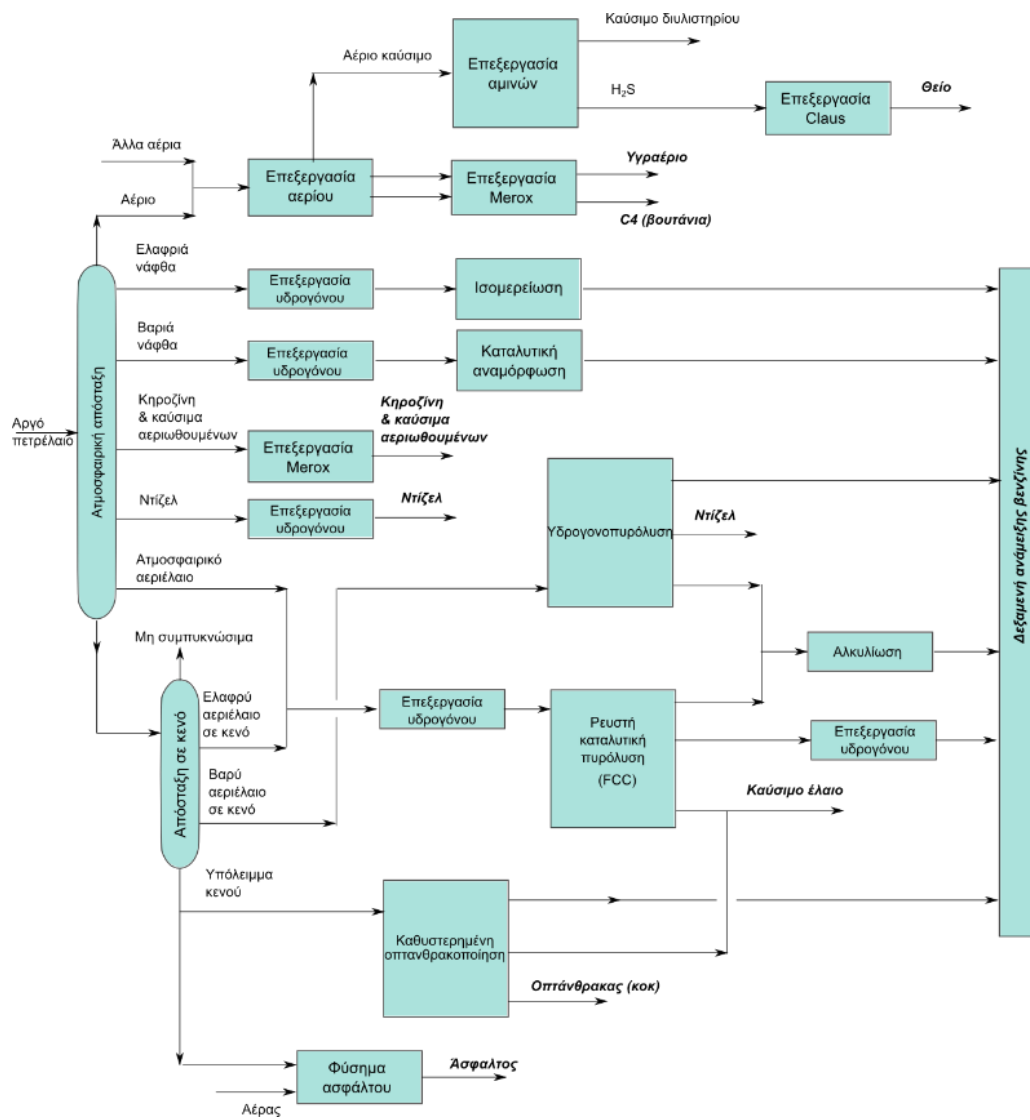 Καύσιμο διυλιστηρίου
Αέριο καύσιμο
Επεξεργασία
αμινών
H₂S
Επεξεργασία
Claus
Θείο
Άλλα αέρια
Αέριο
Επεξεργασία
αερίου
Επεξεργασία
Merox
Υγραέριο
C4 (βουτάνια)
Ελαφριά
νάφθα
Επεξεργασία
υδρογόνου
Ισομερείωση
Βαριά
νάφθα
Επεξεργασία
υδρογόνου
Καταλυτική
αναμόρφωση
Αργό
πετρέλαιο
Ατμοσφαιρική απόσταξη
Κηροζίνη
& καύσιμα
αεριωθουμένων
Επεξεργασία
Merox
Κηροζίνη
& καύσιμα
αεριωθουμένων
Ντίζελ
Επεξεργασία
υδρογόνου
Ντίζελ
Υδρογονοπυρόλυση
Ντίζελ
Δεξαμενή ανάμειξης βενζίνης
Ατμοσφαιρικό
αεριέλαιο
Μη συμπυκνώσιμα
Αλκυλίωση
Απόσταξη σε κενό
Ελαφρύ
αεριέλαιο
σε κενό
Επεξεργασία
υδρογόνου
Ρευστή
καταλυτική
πυρόλυση
(FCC)
Επεξεργασία
υδρογόνου
Βαρύ
αεριέλαιο
σε κενό
Καύσιμο έλαιο
Υπόλειμμα
κενού
Καθυστερημένη
οπτανθρακοποίηση
Οπτάνθρακας (κοκ)
Φύσημα
ασφάλτου
Άσφαλτος
Αέρας